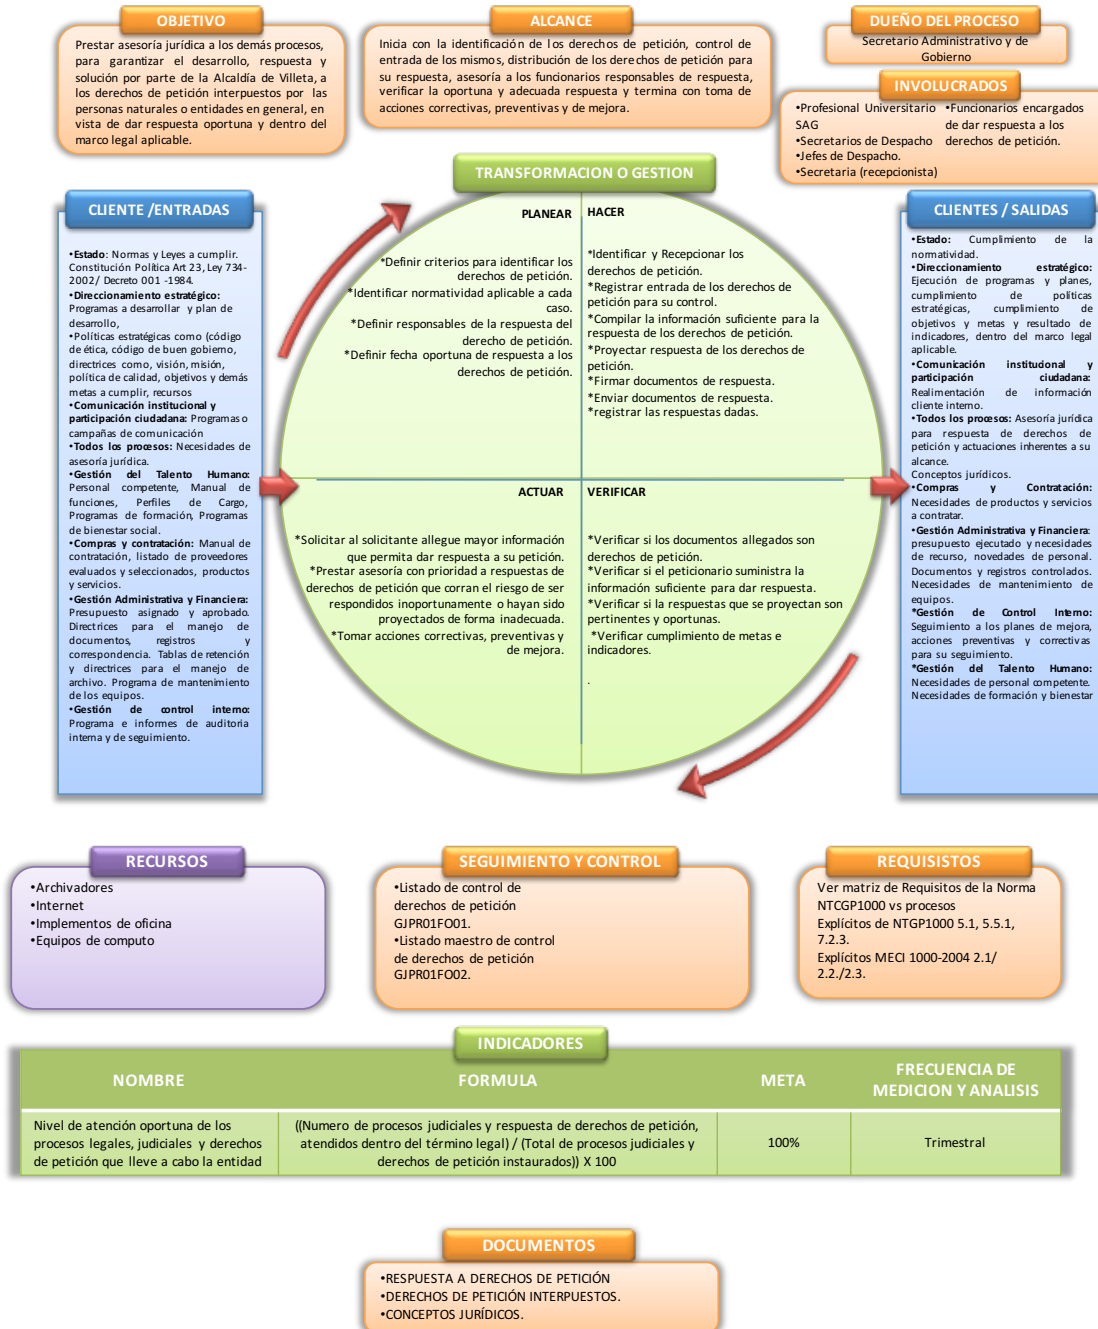 OBJETIVO
Prestar asesoría jurídica a los demás procesos,
para garantizar el desarrollo, respuesta y
solución por parte de la Alcaldía de Villeta, a
los derechos de petición interpuestos por las
personas naturales o entidades en general, en
vista de dar respuesta oportuna y dentro del
marco legal aplicable.
ALCANCE
Inicia con la identificación de los derechos de petición, control de
entrada de los mismos, distribución de los derechos de petición para
su respuesta, asesoría a los funcionarios responsables de respuesta,
verificar la oportuna y adecuada respuesta y termina con toma de
acciones correctivas, preventivas y de mejora.
DUEÑO DEL PROCESO
Secretario Administrativo y de
Gobierno
INVOLUCRADOS
•Profesional Universitario
SAG
•Secretarios de Despacho
•Jefes de Despacho.
•Secretaria (recepcionista)
•Funcionarios encargados
de dar respuesta a los
derechos de petición.
TRANSFORMACION O GESTION
CLIENTE /ENTRADAS
•Estado: Normas y Leyes a cumplir.
Constitución Política Art 23, Ley 734-
2002/ Decreto 001 -1984.
•Direccionamiento estratégico:
Programas a desarrollar y plan de
desarrollo,
•Políticas estratégicas como (código
de ética, código de buen gobierno,
directrices como, visión, misión,
política de calidad, objetivos y demás
metas a cumplir, recursos
•Comunicación institucional y
participación ciudadana: Programas o
campañas de comunicación
•Todos los procesos: Necesidades de
asesoría jurídica.
•Gestión del Talento Humano:
Personal competente, Manual de
funciones, Perfiles de Cargo,
Programas de formación, Programas
de bienestar social.
•Compras y contratación: Manual de
contratación, listado de proveedores
evaluados y seleccionados, productos
y servicios.
•Gestión Administrativa y Financiera:
Presupuesto asignado y aprobado.
Directrices para el manejo de
documentos, registros y
correspondencia. Tablas de retención
y directrices para el manejo de
archivo. Programa de mantenimiento
de los equipos.
•Gestión de control interno:
Programa e informes de auditoria
interna y de seguimiento.
PLANEAR
*Definir criterios para identificar los
derechos de petición.
*Identificar normatividad aplicable a cada
caso.
*Definir responsables de la respuesta del
derecho de petición.
*Definir fecha oportuna de respuesta a los
derechos de petición.
HACER
*Identificar y Recepcionar los
derechos de petición.
*Registrar entrada de los derechos de
petición para su control.
*Compilar la información suficiente para la
respuesta de los derechos de petición.
*Proyectar respuesta de los derechos de
petición.
*Firmar documentos de respuesta.
*Enviar documentos de respuesta.
*registrar las respuestas dadas.
ACTUAR
*Solicitar al solicitante allegue mayor información
que permita dar respuesta a su petición.
*Prestar asesoría con prioridad a respuestas de
derechos de petición que corran el riesgo de ser
respondidos inoportunamente o hayan sido
proyectados de forma inadecuada.
*Tomar acciones correctivas, preventivas y
de mejora.
VERIFICAR
*Verificar si los documentos allegados son
derechos de petición.
*Verificar si el peticionario suministra la
información suficiente para dar respuesta.
*Verificar si la respuestas que se proyectan son
pertinentes y oportunas.
*Verificar cumplimiento de metas e
indicadores.
.
CLIENTES / SALIDAS
•Estado: Cumplimiento de la
normatividad.
•Direccionamiento estratégico:
Ejecución de programas y planes,
cumplimiento de políticas
estratégicas, cumplimiento de
objetivos y metas y resultado de
indicadores, dentro del marco legal
aplicable.
•Comunicación institucional y
participación ciudadana:
Realimentación de información
cliente interno.
•Todos los procesos: Asesoría jurídica
para respuesta de derechos de
petición y actuaciones inherentes a su
alcance.
Conceptos jurídicos.
•Compras y Contratación:
Necesidades de productos y servicios
a contratar.
•Gestión Administrativa y Financiera:
presupuesto ejecutado y necesidades
de recurso, novedades de personal.
Documentos y registros controlados.
Necesidades de mantenimiento de
equipos.
*Gestión de Control Interno:
Seguimiento a los planes de mejora,
acciones preventivas y correctivas
para su seguimiento.
*Gestión del Talento Humano:
Necesidades de personal competente.
Necesidades de formación y bienestar
RECURSOS
•Archivadores
•Internet
•Implementos de oficina
•Equipos de computo
SEGUIMIENTO Y CONTROL
•Listado de control de
derechos de petición
GJPR01FO01.
•Listado maestro de control
de derechos de petición
GJPR01FO02.
REQUISISTOS
Ver matriz de Requisitos de la Norma
NTCGP1000 vs procesos
Explícitos de NTGP1000 5.1, 5.5.1,
7.2.3.
Explícitos MECI 1000-2004 2.1/
2.2./2.3.
INDICADORES
NOMBRE
FORMULA
META
FRECUENCIA DE
MEDICION Y ANALISIS
Nivel de atención oportuna de los
procesos legales, judiciales y derechos
de petición que lleve a cabo la entidad
((Numero de procesos judiciales y respuesta de derechos de petición,
atendidos dentro del término legal) / (Total de procesos judiciales y
derechos de petición instaurados)) X 100
100%
Trimestral
DOCUMENTOS
•RESPUESTA A DERECHOS DE PETICIÓN
•DERECHOS DE PETICIÓN INTERPUESTOS.
•CONCEPTOS JURÍDICOS.